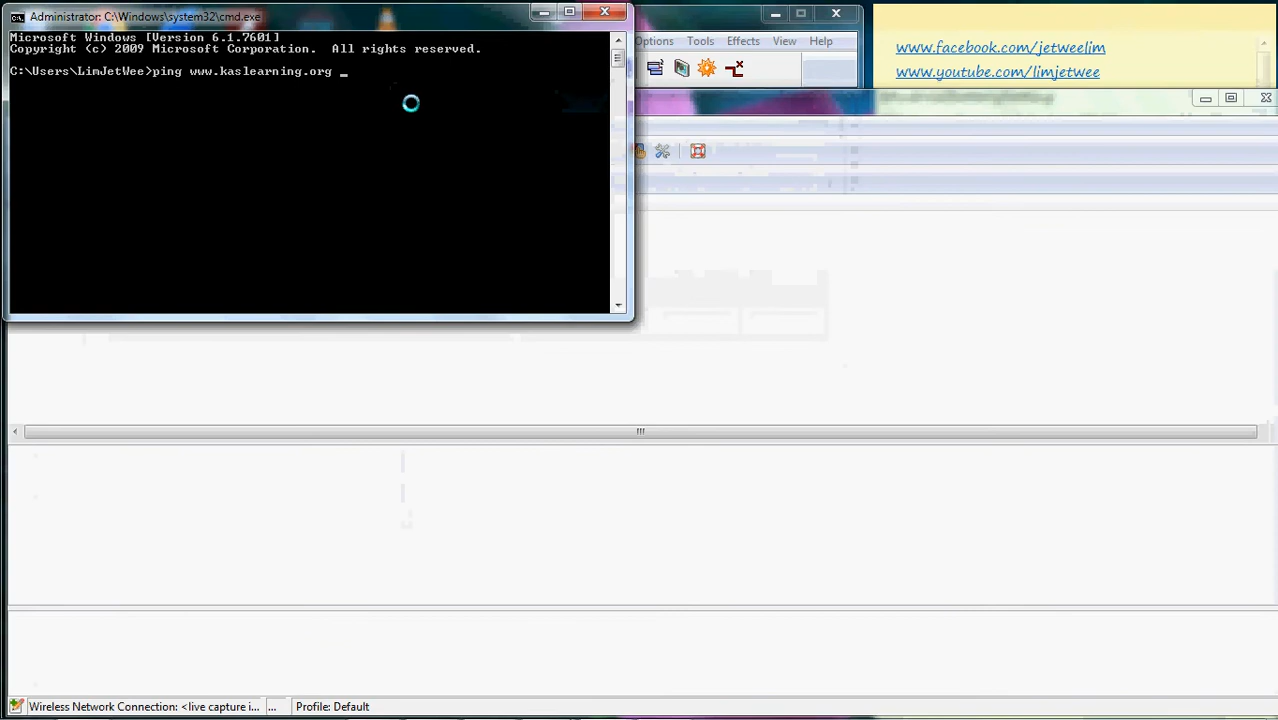 Administrator: C:\Windows\system32\cmd.exe
Microsoft Windows [Version 6.1.7601]
Copyright (c) 2009 Microsoft Corporation.  All rights reserved.
C:\Users\LimJetWee>ping www.kaslearning.org _
Options Tools Effects View Help
www.facebook.com/jetweelim
www.youtube.com/limjetwee
Wireless Network Connection: <live capture i... ... Profile: Default